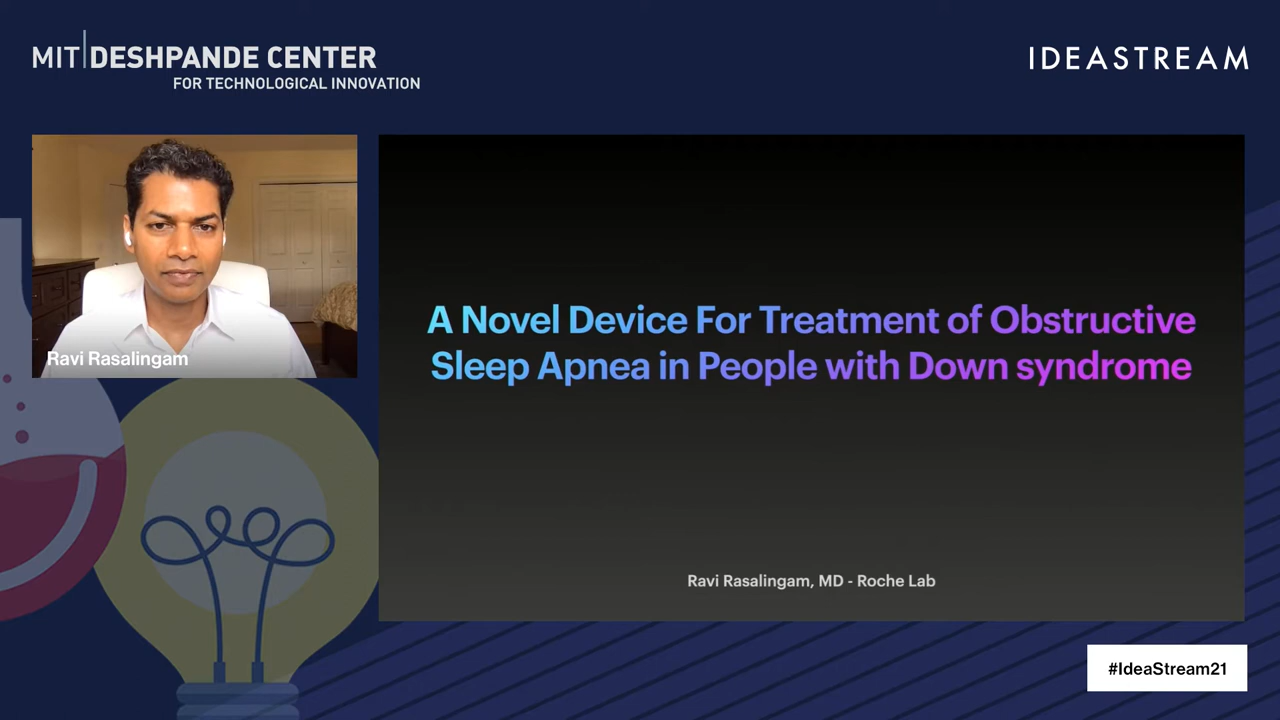 MIT DESHPANDE CENTER
FOR TECHNOLOGICAL INNOVATION
IDEASTREAM
Ravi Rasalingam
A Novel Device For Treatment of Obstructive
Sleep Apnea in People with Down syndrome
Ravi Rasalingam, MD - Roche Lab
#IdeaStream21